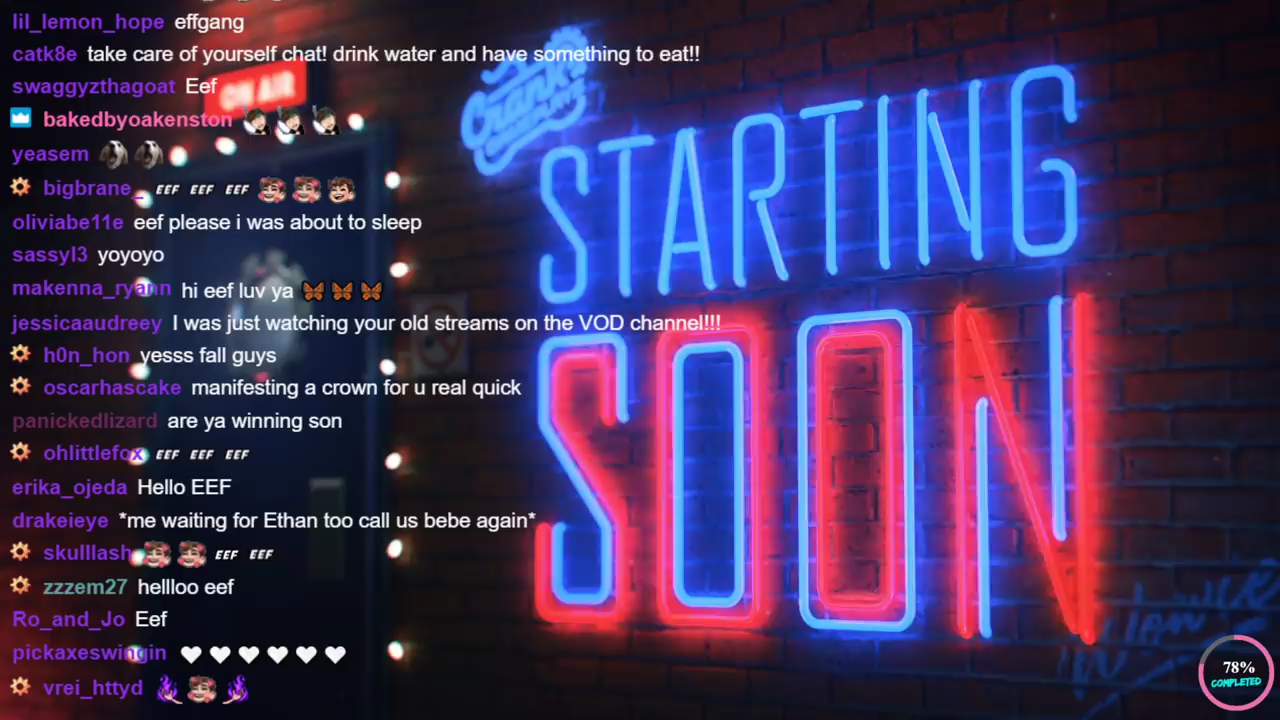 lil_lemon_hope effgang
catk8e take care of yourself chat! drink water and have something to eat!!
swaggyzthagoat Eef
ON AIR
bakedbyoakenston
yeasem
bigbrane_ EEF EEF EEF
oliviabe11e eef please i was about to sleep
sassyl3 yoyoyo
makenna_ryann hi eef luv ya
jessicaaudreey I was just watching your old streams on the VOD channel!!!
h0n_hon yesss fall guys
oscarhascake manifesting a crown for u real quick
panickedlizard are ya winning son
ohlittlefox EEF EEF EEF
erika_ojeda Hello EEF
drakeieye *me waiting for Ethan too call us bebe again*
skulllash EEF EEF
zzzem27 hellloo eef
Ro_and_Jo Eef
pickaxeswingin
vrei_httyd
Crank
STARTING
SOON
78%
COMPLETED